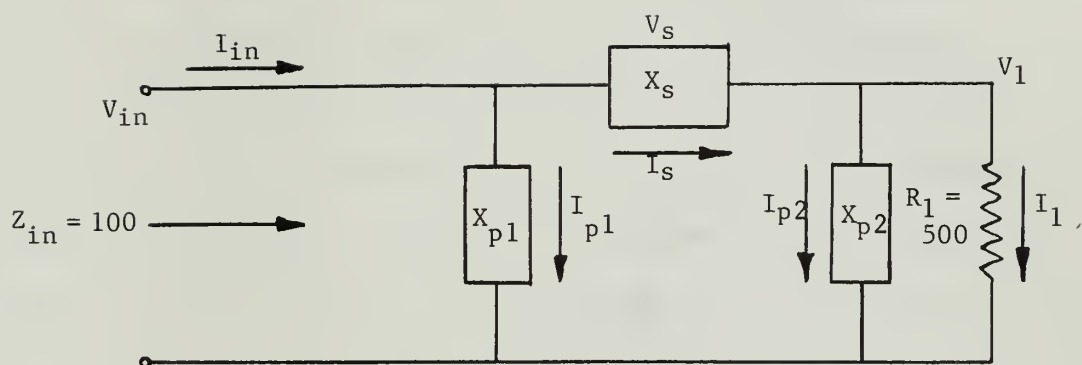 I_in
V_s
V_in
X_s
V_1
I_s
Z_in = 100
X_p1
I_p1
I_p2
X_p2
R_1 =
500
I_1